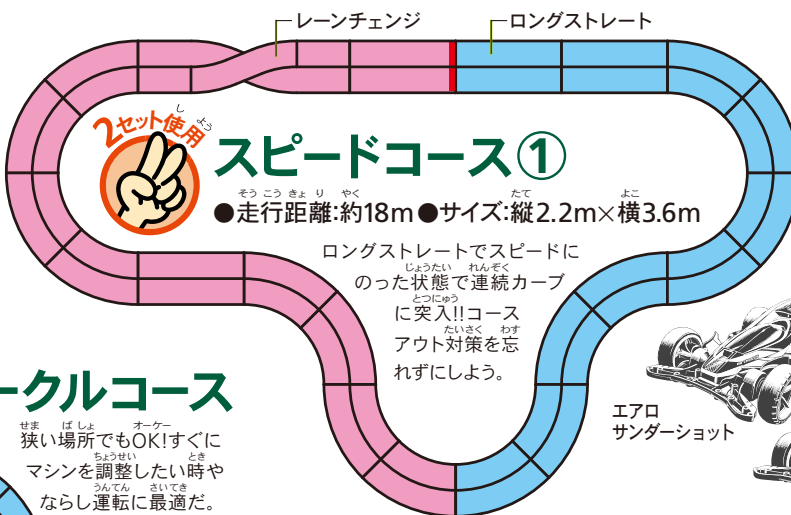 レーンチェンジ
ロングストレート
2セット使用
しよう
スピードコース①
そうこうきょり やく たて よこ
●走行距離:約18m●サイズ:縦2.2m×横3.6m
ロングストレートでスピードに
じょうたい れんぞく
のった状態で連続カーブ
とつにゅう
に突入!!コース
たいさく わす
アウト対策を忘
れずにしよう。
ークルコース
せま ばしょ オーケー
狭い場所でもOK!すぐに
ちょうせい とき
マシンを調整したい時や
うんてん さいてき
ならし運転に最適だ。
エアロ
サンダーショット